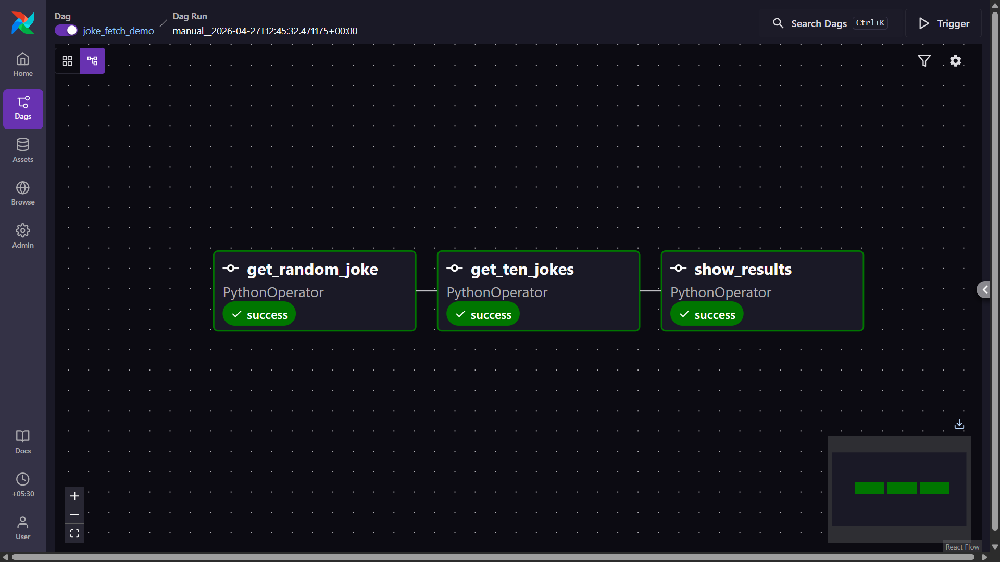 Dag
joke_fetch_demo
Dag Run
manual__2026-04-27T12:45:32.471175+00:00
Search Dags Ctrl+K
Trigger
Home
Dags
Assets
Browse
Admin
get_random_joke
PythonOperator
success
get_ten_jokes
PythonOperator
success
show_results
PythonOperator
success
Docs
+05:30
User
React Flow